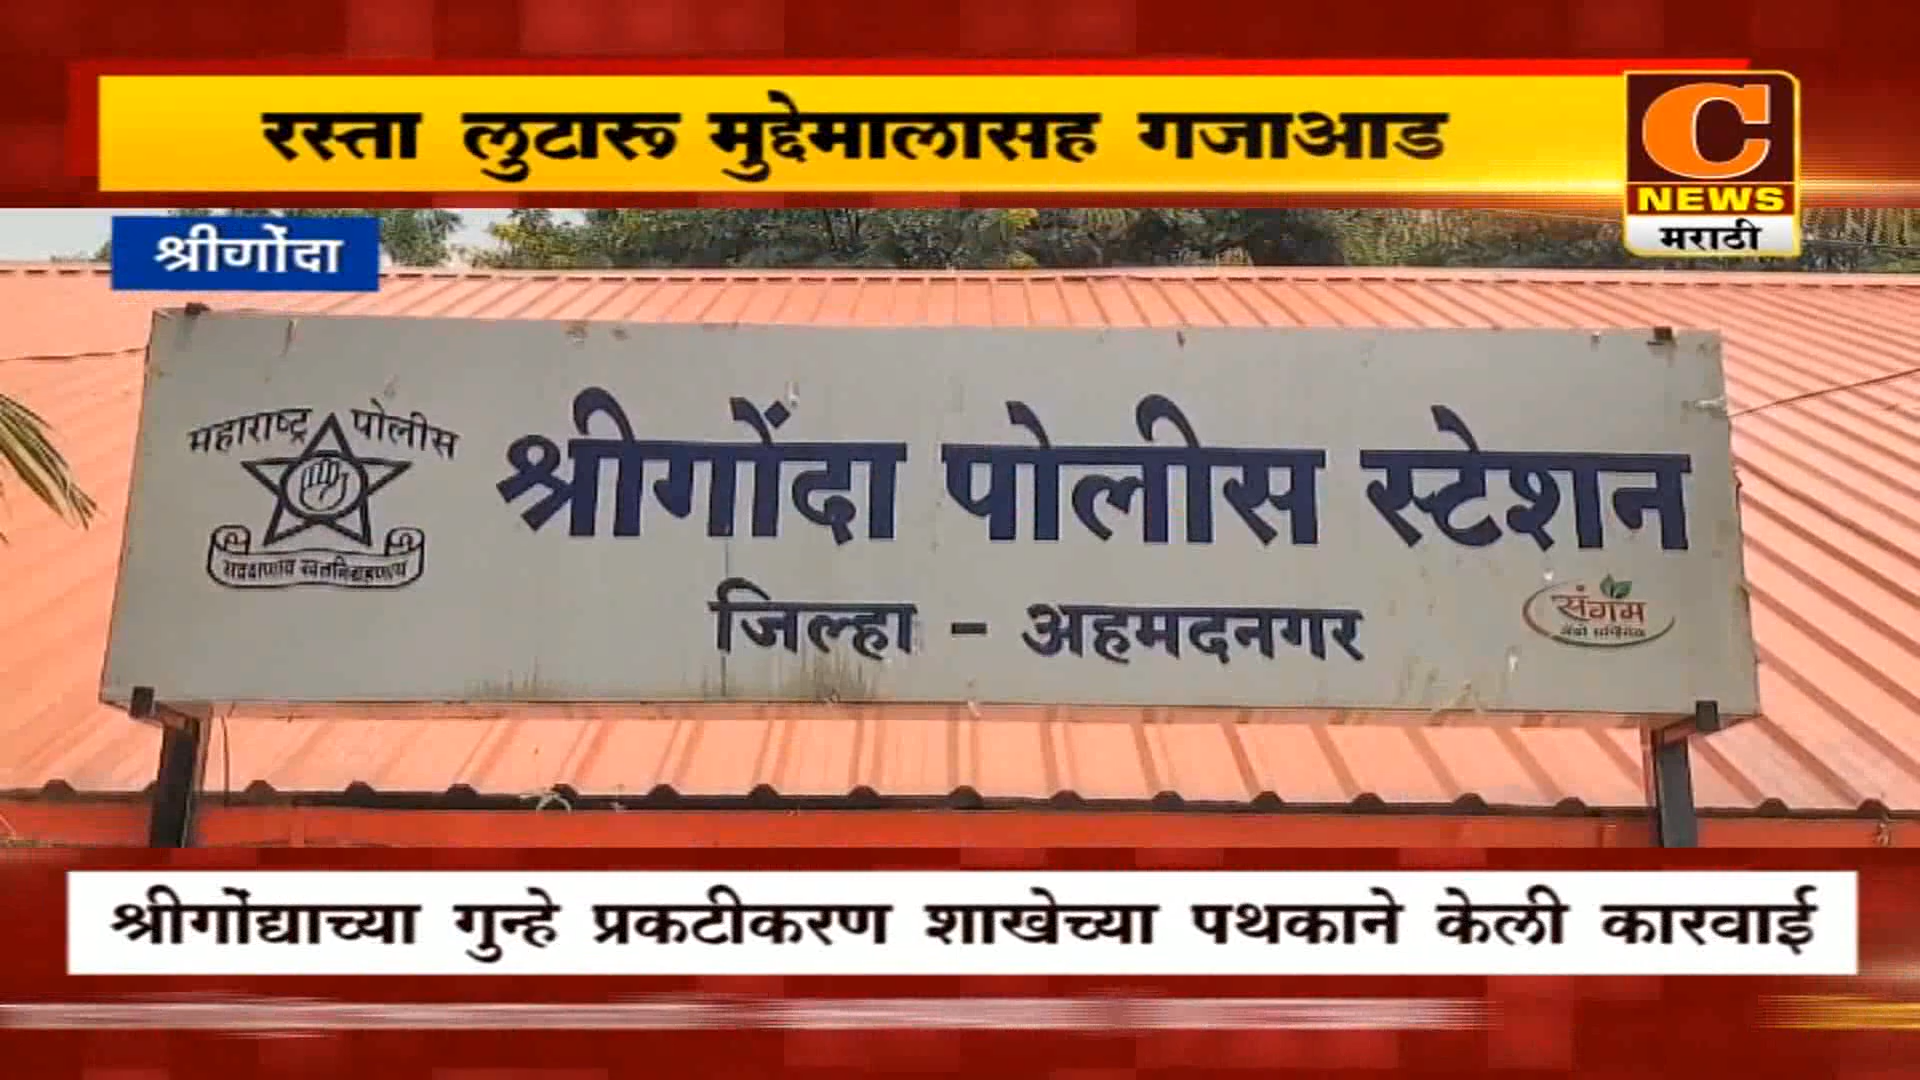 रस्ता लुटारू मुद्देमालासह गजाआड
C
NEWS
मराठी
श्रीगोंदा
महाराष्ट्र पोलीस
श्रीगोंदा पोलीस स्टेशन
जिल्हा - अहमदनगर
संगम
श्रीगोंद्याच्या गुन्हे प्रकटीकरण शाखेच्या पथकाने केली कारवाई